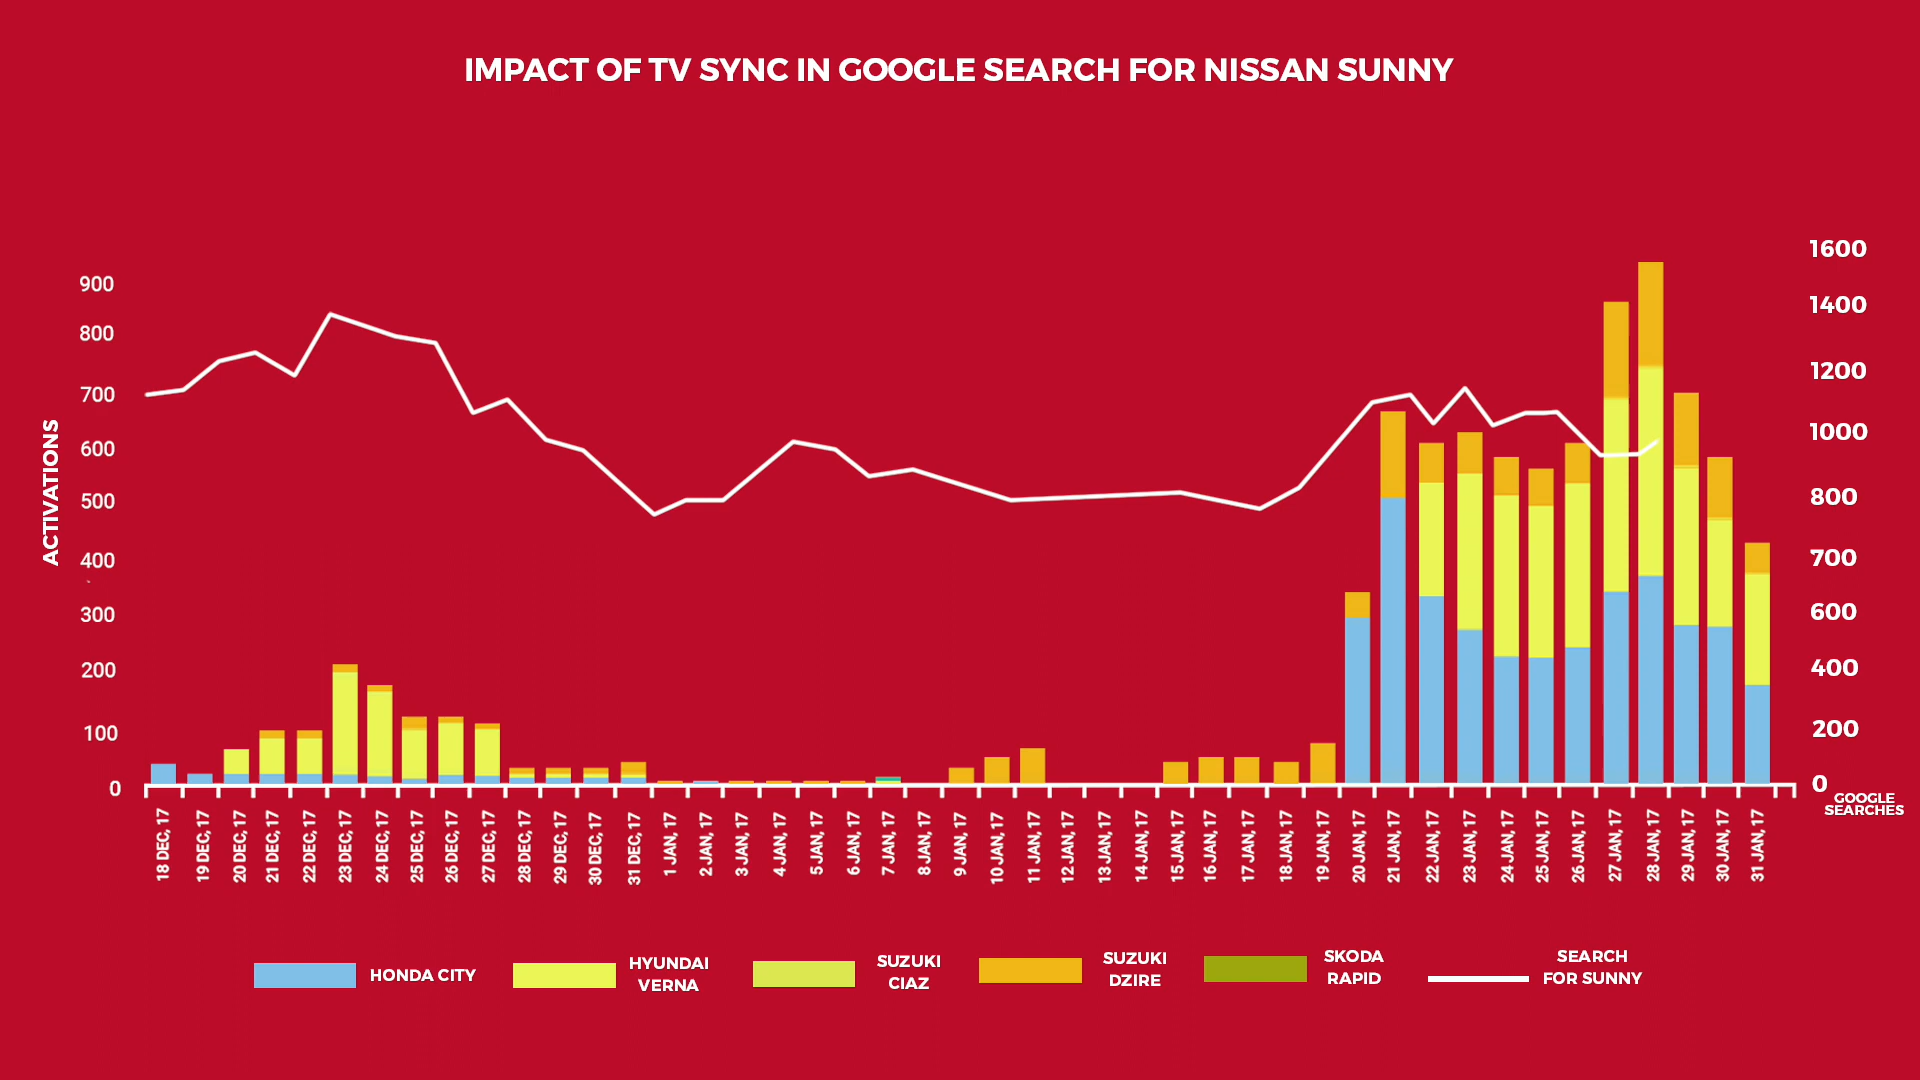 IMPACT OF TV SYNC IN GOOGLE SEARCH FOR NISSAN SUNNY
ACTIVATIONS
900
800
700
600
500
400
300
200
100
0
1600
1400
1200
1000
800
700
600
400
200
0
GOOGLE
SEARCHES
18 DEC, 17
19 DEC, 17
20 DEC, 17
21 DEC, 17
22 DEC, 17
23 DEC, 17
24 DEC, 17
25 DEC, 17
26 DEC, 17
27 DEC, 17
28 DEC, 17
29 DEC, 17
30 DEC, 17
31 DEC, 17
1 JAN, 17
2 JAN, 17
3 JAN, 17
4 JAN, 17
5 JAN, 17
6 JAN, 17
7 JAN, 17
8 JAN, 17
9 JAN, 17
10 JAN, 17
11 JAN, 17
12 JAN, 17
13 JAN, 17
14 JAN, 17
15 JAN, 17
16 JAN, 17
17 JAN, 17
18 JAN, 17
19 JAN, 17
20 JAN, 17
21 JAN, 17
22 JAN, 17
23 JAN, 17
24 JAN, 17
25 JAN, 17
26 JAN, 17
27 JAN, 17
28 JAN, 17
29 JAN, 17
30 JAN, 17
31 JAN, 17
HONDA CITY
HYUNDAI
VERNA
SUZUKI
CIAZ
SUZUKI
DZIRE
SKODA
RAPID
SEARCH
FOR SUNNY